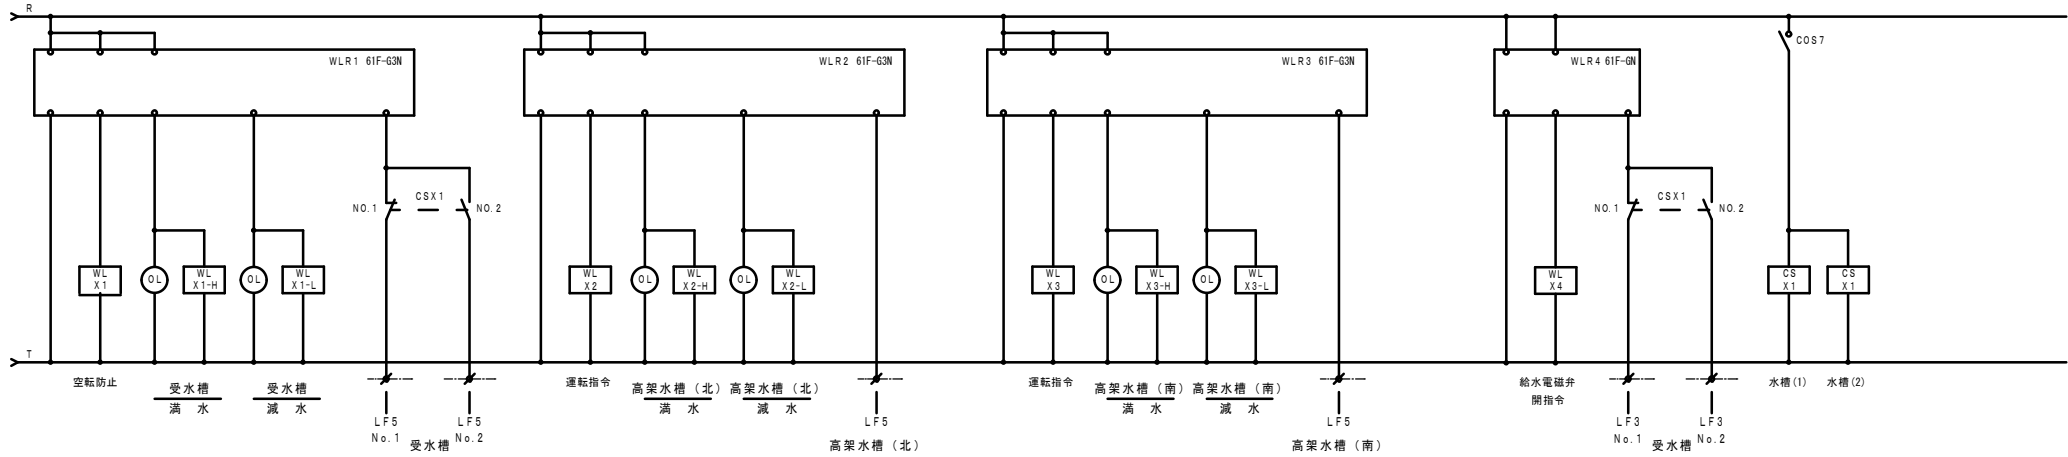 R
COS7
WLR1 61F-G3N
WLR2 61F-G3N
WLR3 61F-G3N
WLR4 61F-GN
NO.1
CSX1
NO.2
NO.1
CSX1
NO.2
WL
X1
OL
WL
X1-H
OL
WL
X1-L
WL
X2
OL
WL
X2-H
OL
WL
X2-L
WL
X3
OL
WL
X3-H
OL
WL
X3-L
WL
X4
CS
X1
CS
X1
T
空転防止
受水槽
満 水
受水槽
減 水
LF5
No.1
LF5
No.2
受水槽
運転指令
高架水槽(北)
満 水
高架水槽(北)
減 水
LF5
高架水槽(北)
運転指令
高架水槽(南)
満 水
高架水槽(南)
減 水
LF5
高架水槽(南)
給水電磁弁
開指令
LF3
No.1
LF3
No.2
受水槽
水槽(1)
水槽(2)